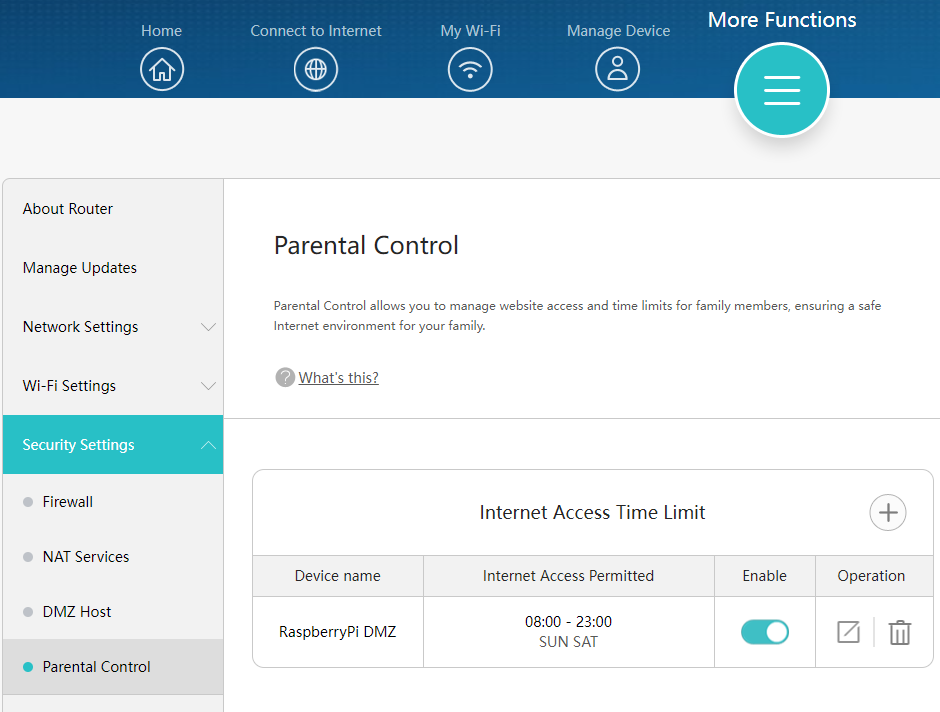 Home
Connect to Internet
My Wi-Fi
Manage Device
More Functions
About Router
Manage Updates
Network Settings
Wi-Fi Settings
Security Settings
Firewall
NAT Services
DMZ Host
Parental Control
Parental Control
Parental Control allows you to manage website access and time limits for family members, ensuring a safe
Internet environment for your family.
? What's this?
Internet Access Time Limit
Device name Internet Access Permitted Enable Operation
RaspberryPi DMZ 08:00 - 23:00
SUN SAT